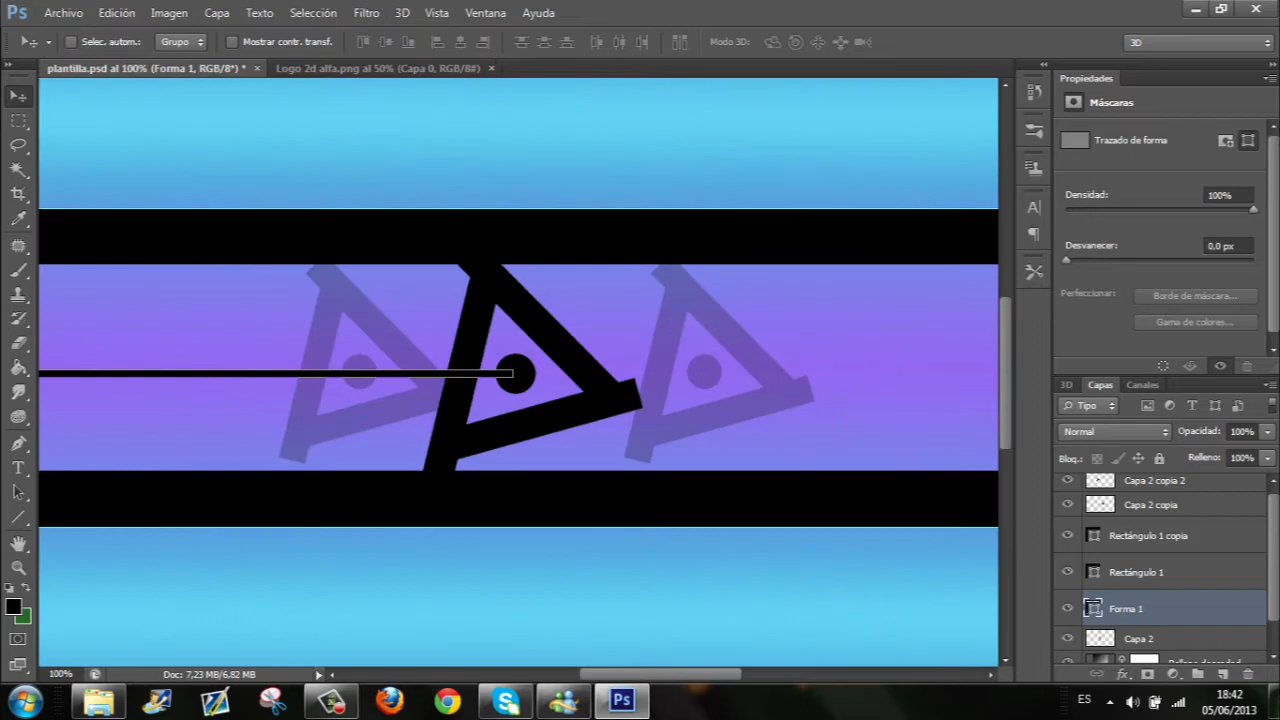 Ps Archivo Edición Imagen Capa Texto Selección Filtro 3D Vista Ventana Ayuda
Selec. autom.: Grupo Mostrar contr. transf. Modo 3D: 3D
plantilla.psd al 100% (Forma 1, RGB/8*) * × Logo 2d alfa.png al 50% (Capa 0, RGB/8#) ×
Propiedades
Máscaras
Trazado de forma
Densidad: 100%
Desvanecer: 0,0 px
Perfeccionar: Borde de máscara...
Gama de colores...
3D Capas Canales
Tipo
Normal Opacidad: 100%
Bloq.: Relleno: 100%
Capa 2 copia 2
Capa 2 copia
Rectángulo 1 copia
Rectángulo 1
Forma 1
Capa 2
100% Doc: 7,23 MB/6,82 MB
ES 18:42
05/06/2013